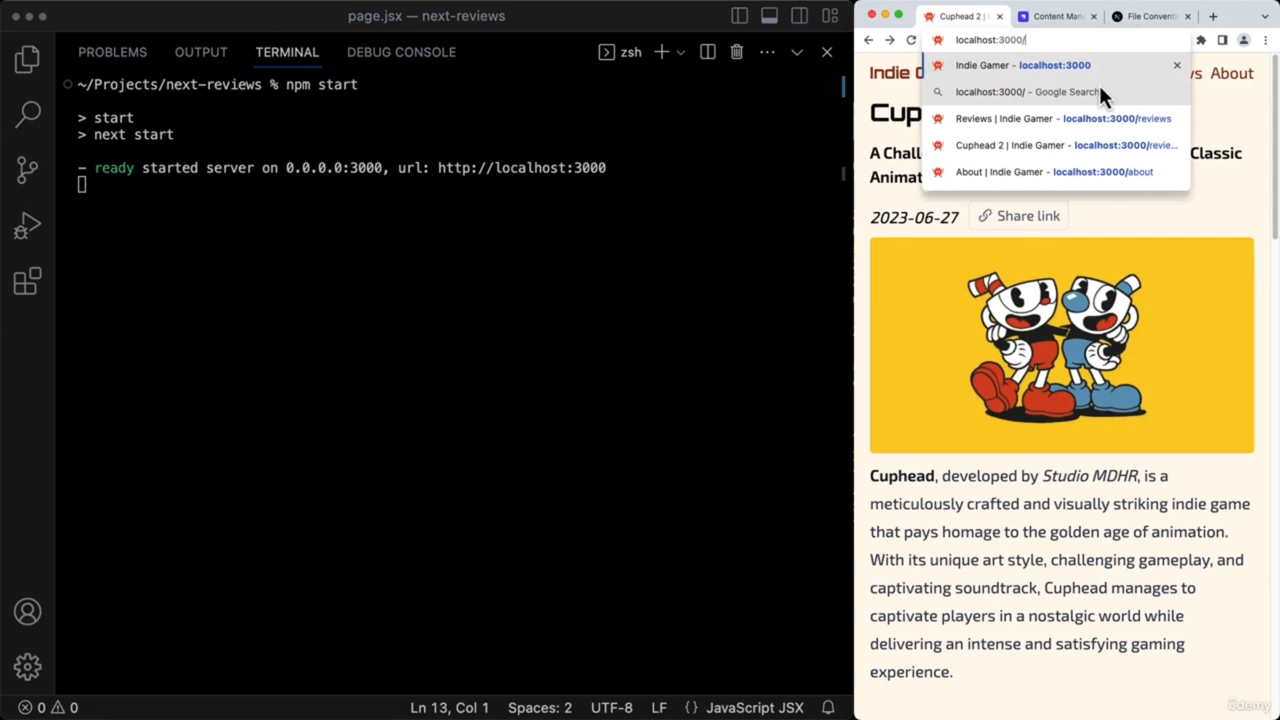 page.jsx — next-reviews
PROBLEMS
OUTPUT
TERMINAL
DEBUG CONSOLE
zsh
~/Projects/next-reviews % npm start
> start
> next start
– ready started server on 0.0.0.0:3000, url: http://localhost:3000
0
0
Ln 13, Col 1
Spaces: 2
UTF-8
LF
{} JavaScript JSX
Cuphead 2 |
Content Man
File Conventi
localhost:3000/
Indie Gamer - localhost:3000
localhost:3000/ - Google Search
Reviews | Indie Gamer - localhost:3000/reviews
Cuphead 2 | Indie Gamer - localhost:3000/revie...
About | Indie Gamer - localhost:3000/about
Indie
About
Cup
A Chall
Classic
Animat
2023-06-27
Share link
Cuphead, developed by Studio MDHR, is a
meticulously crafted and visually striking indie game
that pays homage to the golden age of animation.
With its unique art style, challenging gameplay, and
captivating soundtrack, Cuphead manages to
captivate players in a nostalgic world while
delivering an intense and satisfying gaming
experience.
ûdemy